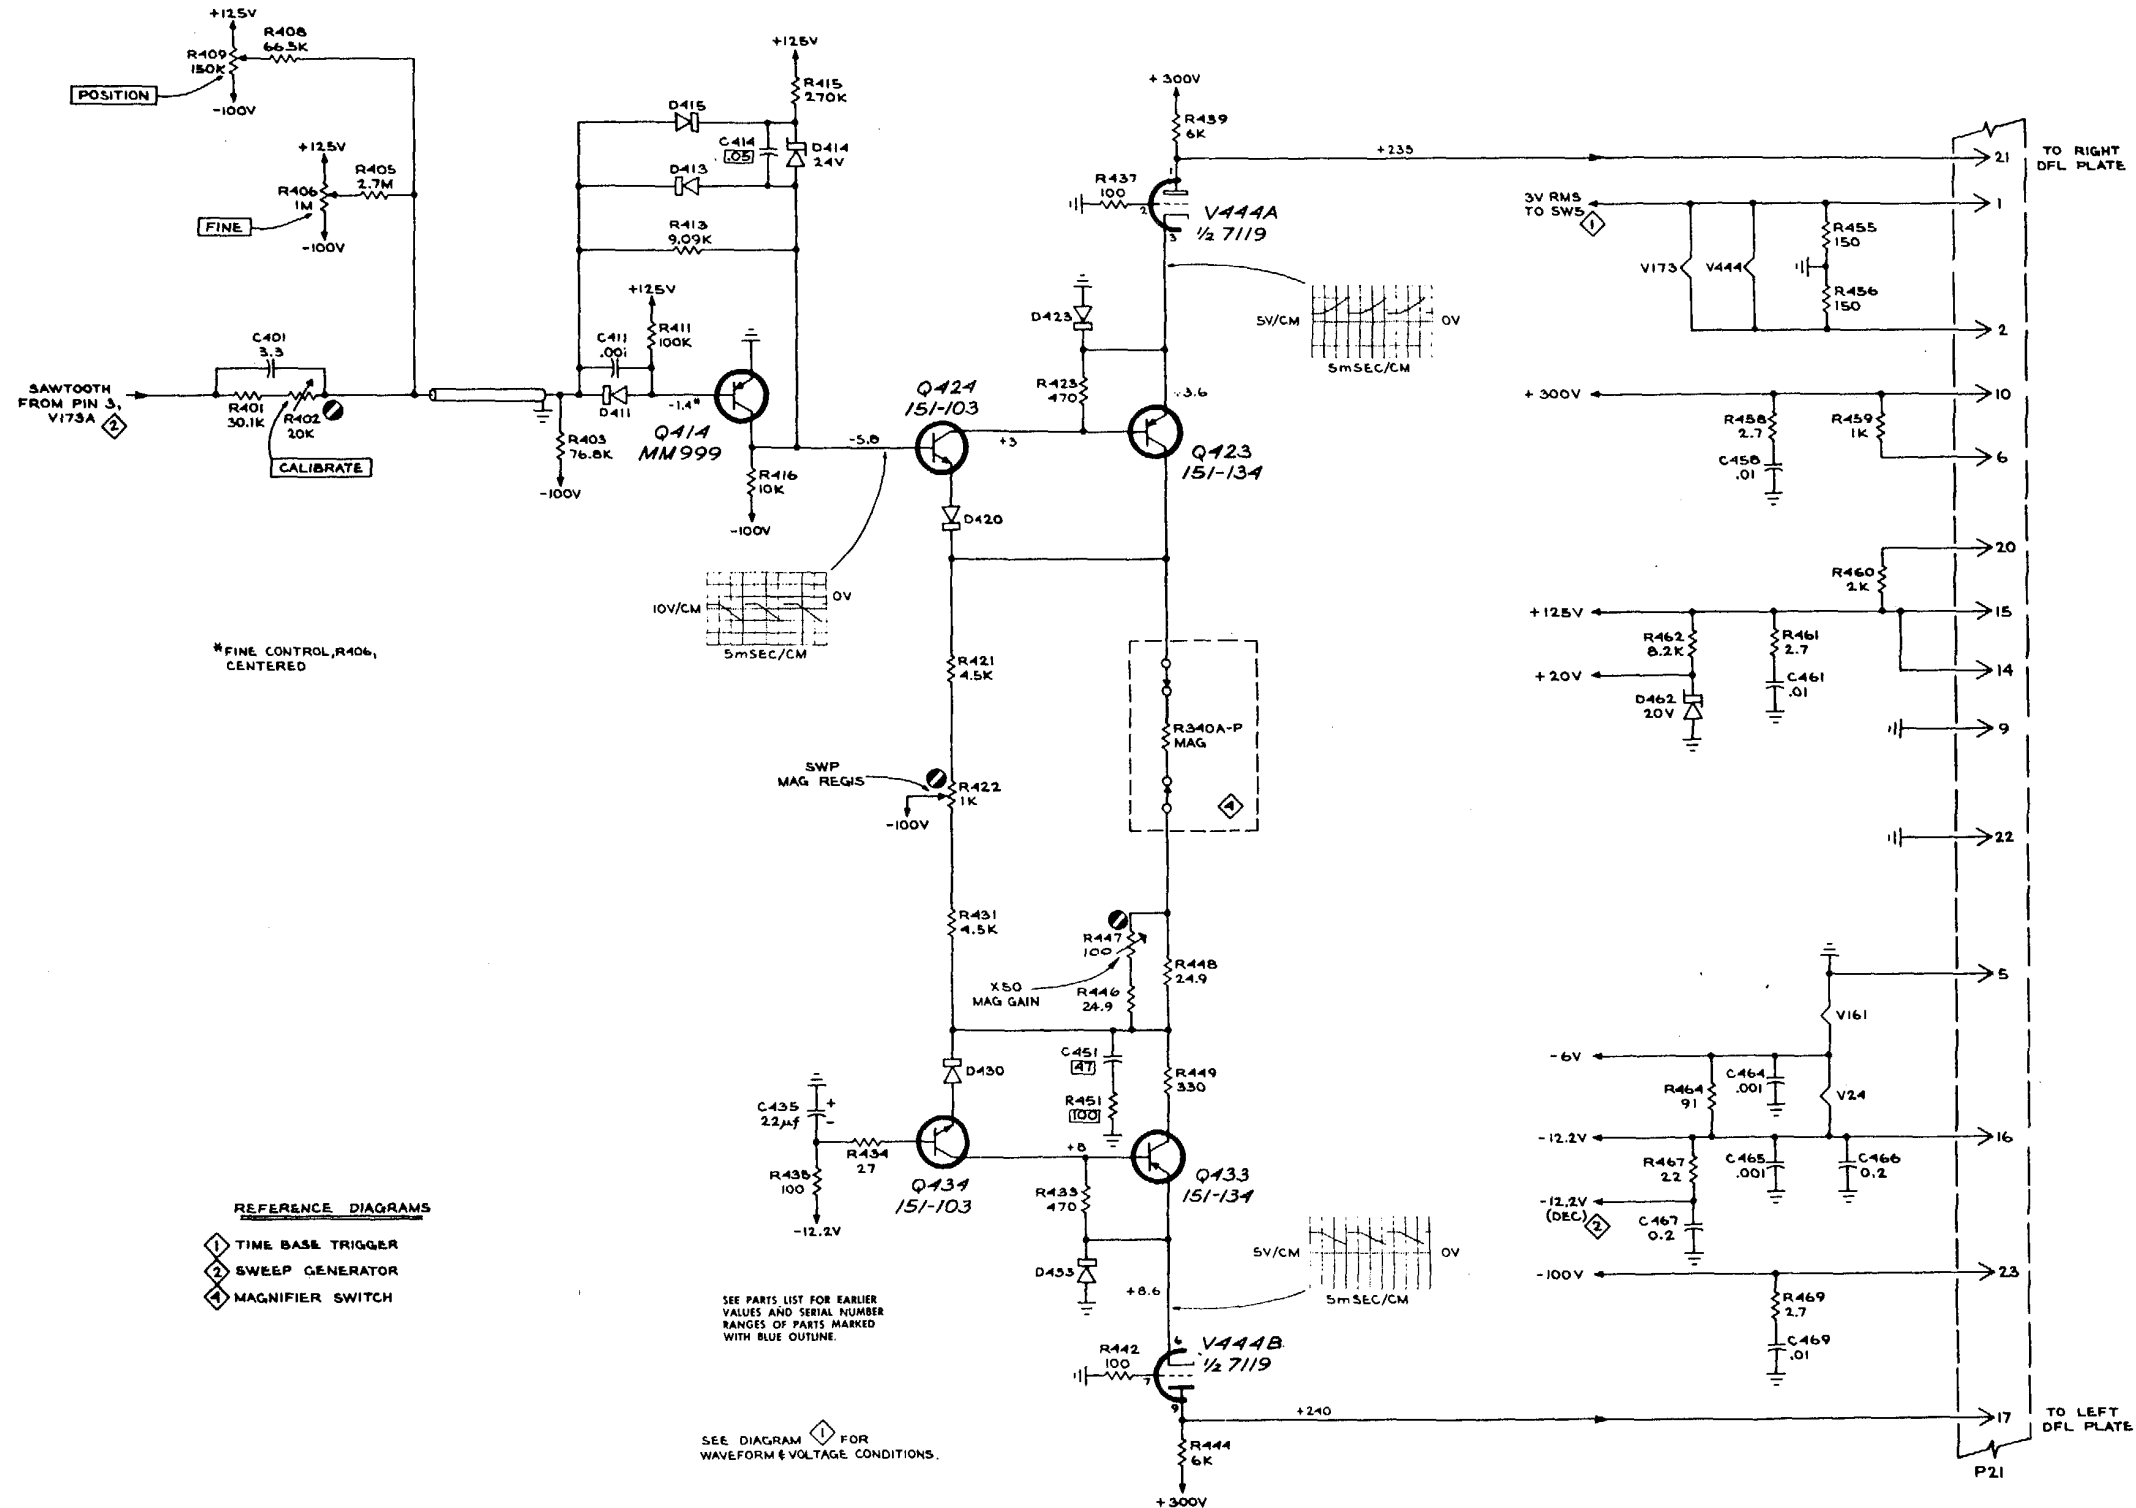 +125V
R408
66.5K
R409
150K
POSITION
-100V
+125V
R405
2.7M
R406
1M
FINE
-100V
C401
3.3
SAWTOOTH
FROM PIN 3,
V173A 2
R401
30.1K
R402
20K
CALIBRATE
+125V
R415
270K
D415
C414
.05
D414
24V
D413
R413
9.09K
+125V
C411
.001
R411
100K
D411
-1.4*
R403
76.8K
-100V
Q414
MM999
R416
10K
-100V
-5.8
Q424
151-103
+3
D420
10V/CM
0V
5mSEC/CM
*FINE CONTROL, R406,
CENTERED
+300V
R439
6K
+235
R437
100
1
2
3
V444A
1/2 7119
D423
R423
470
5V/CM
0V
5mSEC/CM
Q423
151-134
R421
4.5K
SWP
MAG REGIS
R422
1K
-100V
R340A-P
MAG
4
R431
4.5K
R447
100
X50
MAG GAIN
R446
24.9
R448
24.9
D430
C451
47
R451
100
R449
330
C435
22µf
+
-
R434
27
R435
100
-12.2V
Q434
151-103
+8
R433
470
Q433
151-134
D433
+8.6
5V/CM
0V
5mSEC/CM
6
V444B
1/2 7119
R442
100
7
9
+240
R444
6K
+300V
REFERENCE DIAGRAMS
1 TIME BASE TRIGGER
2 SWEEP GENERATOR
4 MAGNIFIER SWITCH
SEE PARTS LIST FOR EARLIER
VALUES AND SERIAL NUMBER
RANGES OF PARTS MARKED
WITH BLUE OUTLINE.
SEE DIAGRAM 1 FOR
WAVEFORM & VOLTAGE CONDITIONS.
21
TO RIGHT
DFL PLATE
3V RMS
TO SW5
1
1
V173
V444
R455
150
R456
150
2
+300V
10
R458
2.7
R459
1K
C458
.01
6
20
R460
2K
+125V
15
R462
8.2K
R461
2.7
14
+20V
D462
20V
C461
.01
9
22
5
V161
-6V
R464
91
C464
.001
V24
-12.2V
16
R467
22
C465
.001
C466
0.2
-12.2V
(DEC) 2
C467
0.2
-100V
23
R469
2.7
C469
.01
17
TO LEFT
DFL PLATE
P21